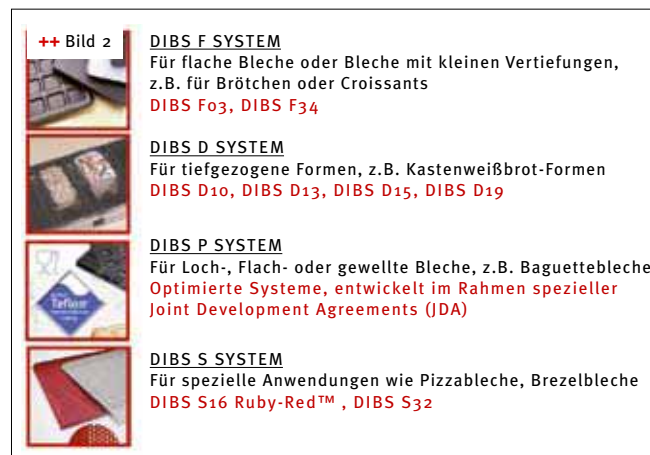 ++ Bild 2
DIBS F SYSTEM
Für flache Bleche oder Bleche mit kleinen Vertiefungen,
z.B. für Brötchen oder Croissants
DIBS F03, DIBS F34
DIBS D SYSTEM
Für tiefgezogene Formen, z.B. Kastenweißbrot-Formen
DIBS D10, DIBS D13, DIBS D15, DIBS D19
DIBS P SYSTEM
Für Loch-, Flach- oder gewellte Bleche, z.B. Baguettebleche
Optimierte Systeme, entwickelt im Rahmen spezieller
Joint Development Agreements (JDA)
Teflon
DIBS S SYSTEM
Für spezielle Anwendungen wie Pizzableche, Brezelbleche
DIBS S16 Ruby-Red™ , DIBS S32